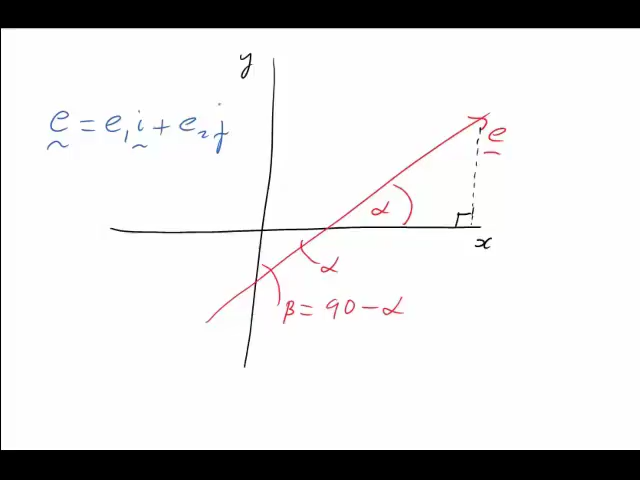 y
e = e₁i + e₂j
e
α
x
α
β = 90 - α